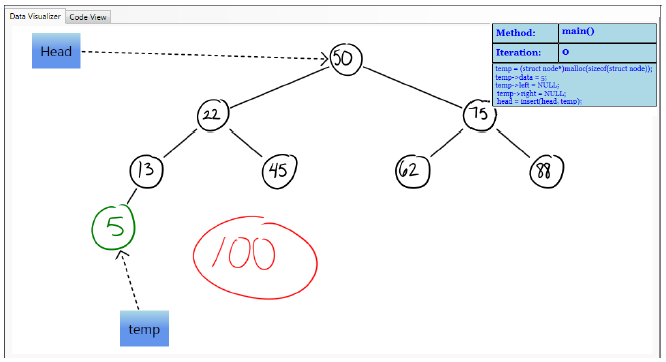 Data Visualizer
Code View
Head
50
Method: main()
Iteration: 0
temp = (struct node*)malloc(sizeof(struct node));
temp->data = 5;
temp->left = NULL;
temp->right = NULL;
head = insert(head, temp);
22
75
13
45
62
88
5
100
temp